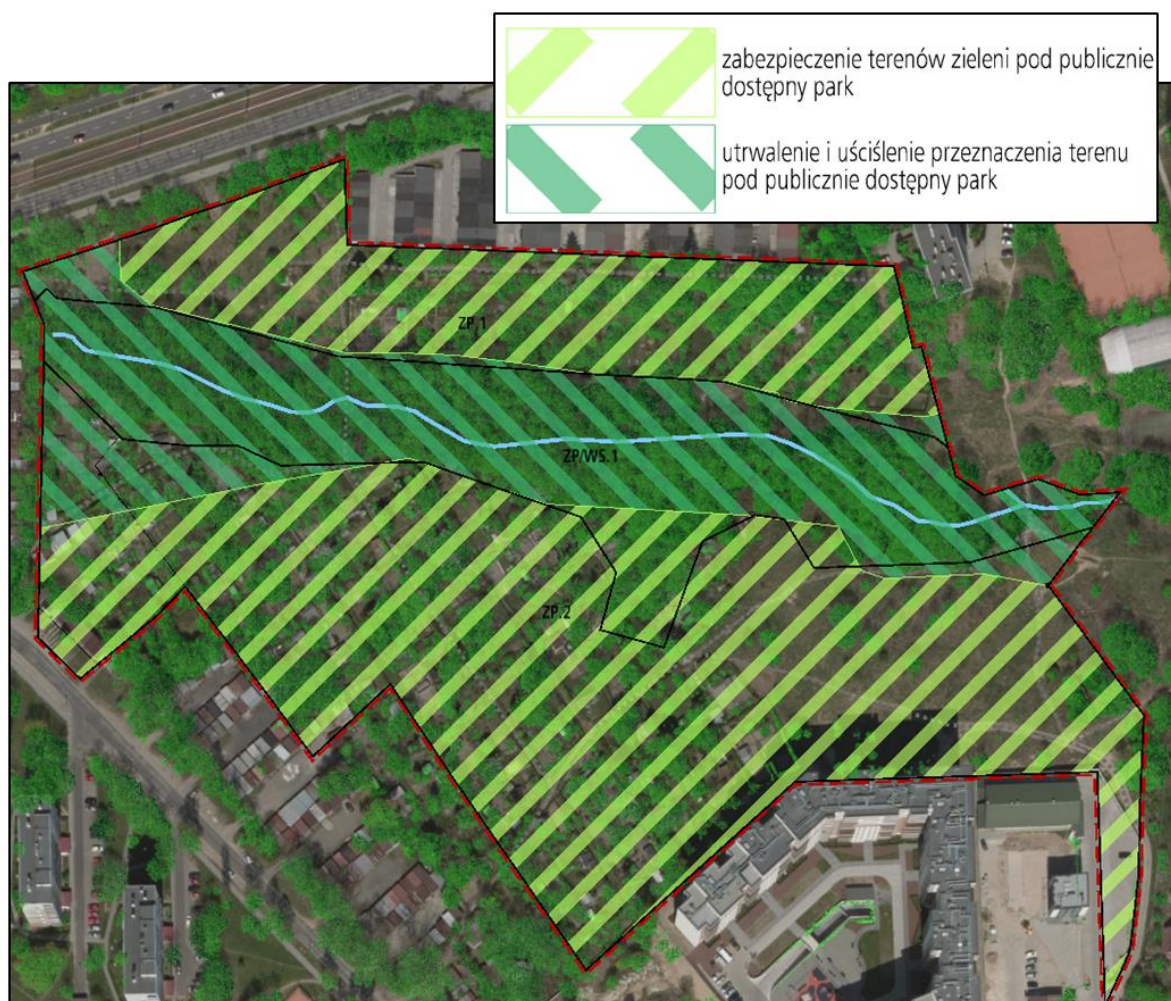 zabezpieczenie terenów zieleni pod publicznie
dostępny park
utrwalenie i uściślenie przeznaczenia terenu
pod publicznie dostępny park
ZP.1
ZP/WS.1
ZP.2